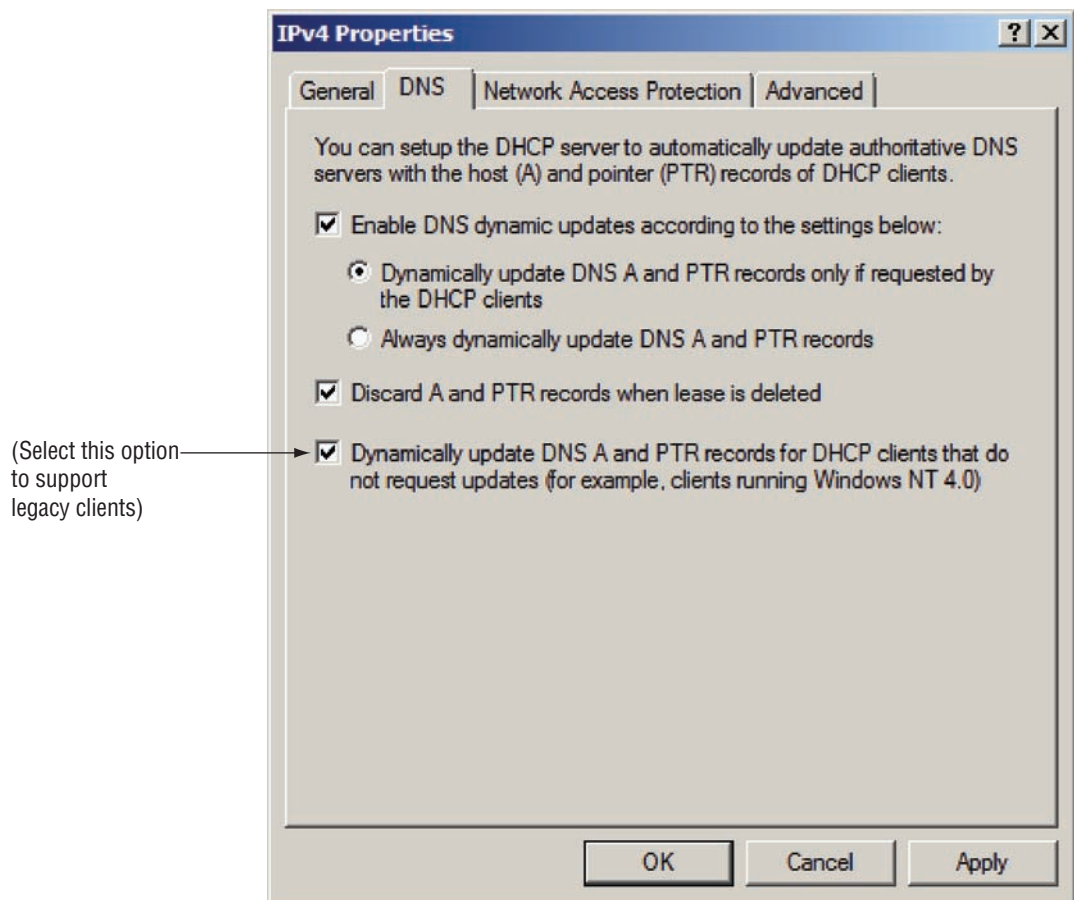 IPv4 Properties
? X
General DNS Network Access Protection Advanced
You can setup the DHCP server to automatically update authoritative DNS
servers with the host (A) and pointer (PTR) records of DHCP clients.
Enable DNS dynamic updates according to the settings below:
Dynamically update DNS A and PTR records only if requested by
the DHCP clients
Always dynamically update DNS A and PTR records
Discard A and PTR records when lease is deleted
(Select this option
to support
legacy clients)
Dynamically update DNS A and PTR records for DHCP clients that do
not request updates (for example, clients running Windows NT 4.0)
OK Cancel Apply